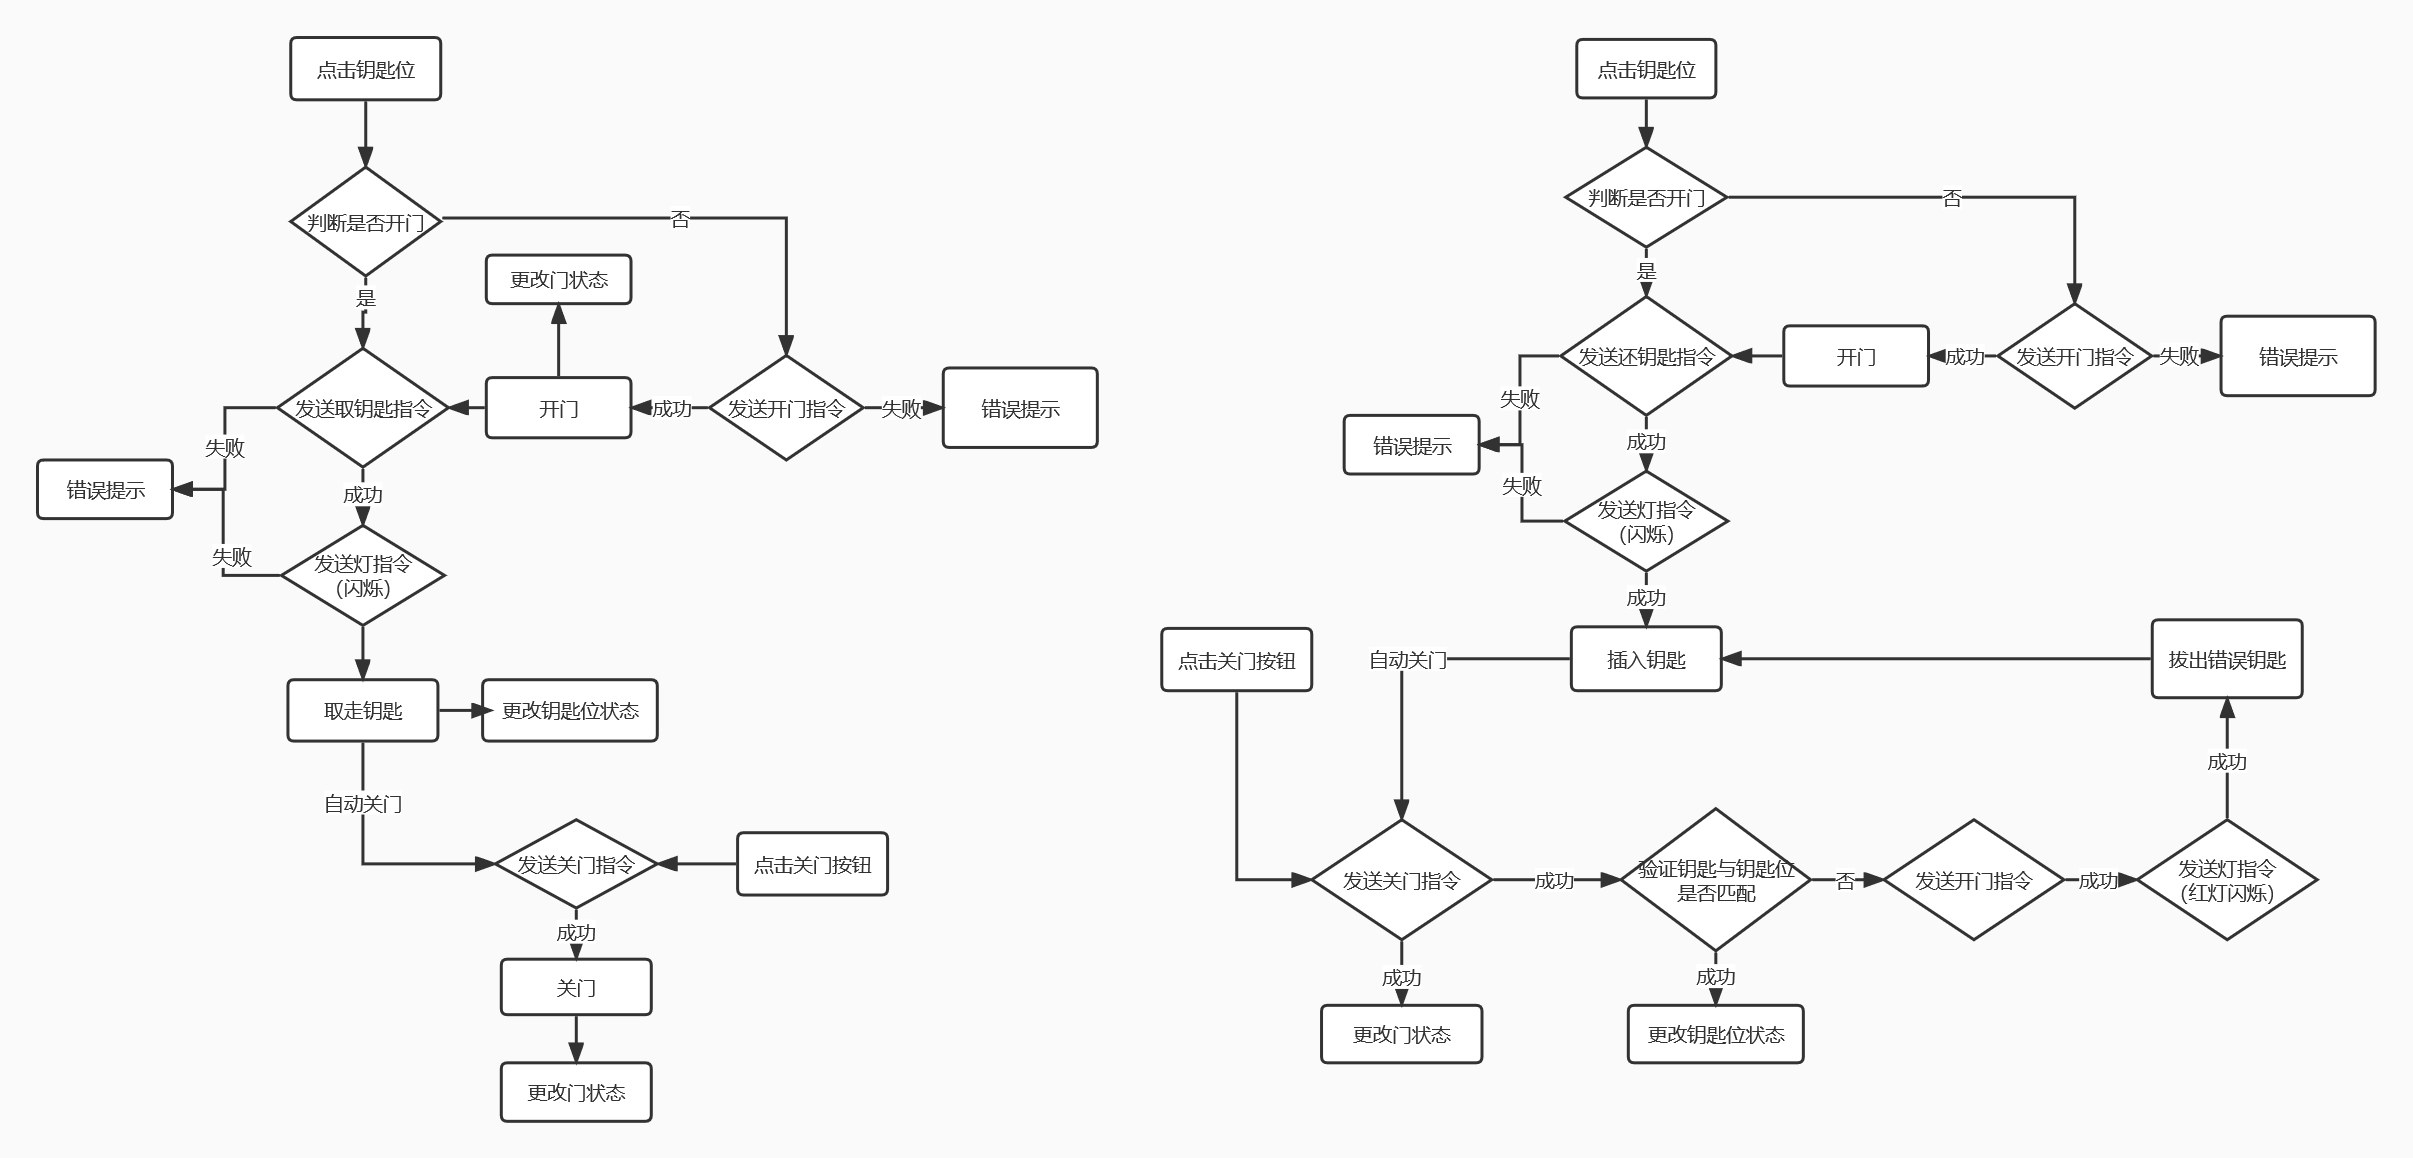 点击钥匙位
判断是否开门
否
是
更改门状态
发送取钥匙指令
开门
成功
发送开门指令
失败
错误提示
失败
错误提示
成功
失败
发送灯指令
(闪烁)
取走钥匙
更改钥匙位状态
自动关门
发送关门指令
点击关门按钮
成功
关门
更改门状态
点击钥匙位
判断是否开门
否
是
发送还钥匙指令
开门
成功
发送开门指令
失败
错误提示
失败
错误提示
成功
失败
发送灯指令
(闪烁)
成功
点击关门按钮
自动关门
插入钥匙
拔出错误钥匙
成功
发送关门指令
成功
验证钥匙与钥匙位
是否匹配
否
发送开门指令
成功
发送灯指令
(红灯闪烁)
成功
成功
更改门状态
更改钥匙位状态